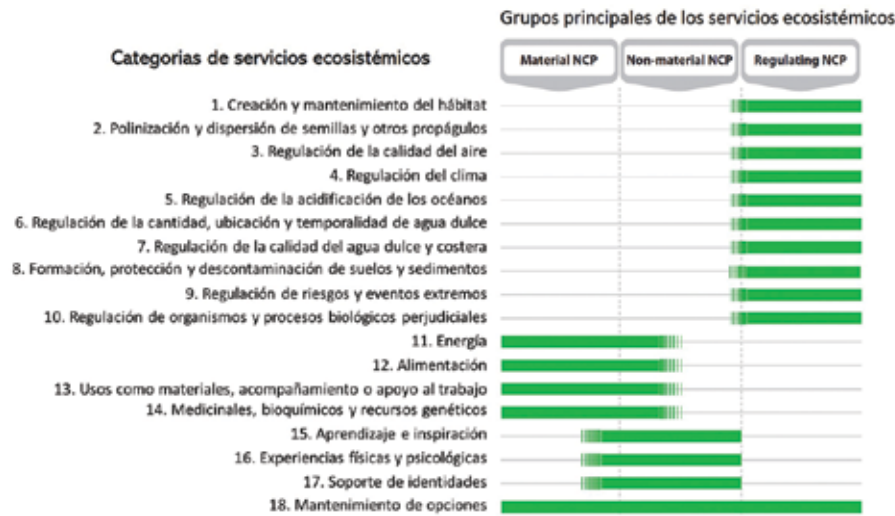 Grupos principales de los servicios ecosistémicos
Categorias de servicios ecosistémicos
Material NCP
Non-material NCP
Regulating NCP
1. Creación y mantenimiento del hábitat
2. Polinización y dispersión de semillas y otros propágulos
3. Regulación de la calidad del aire
4. Regulación del clima
5. Regulación de la acidificación de los océanos
6. Regulación de la cantidad, ubicación y temporalidad de agua dulce
7. Regulación de la calidad del agua dulce y costera
8. Formación, protección y descontaminación de suelos y sedimentos
9. Regulación de riesgos y eventos extremos
10. Regulación de organismos y procesos biológicos perjudiciales
11. Energía
12. Alimentación
13. Usos como materiales, acompañamiento o apoyo al trabajo
14. Medicinales, bioquímicos y recursos genéticos
15. Aprendizaje e inspiración
16. Experiencias físicas y psicológicas
17. Soporte de identidades
18. Mantenimiento de opciones